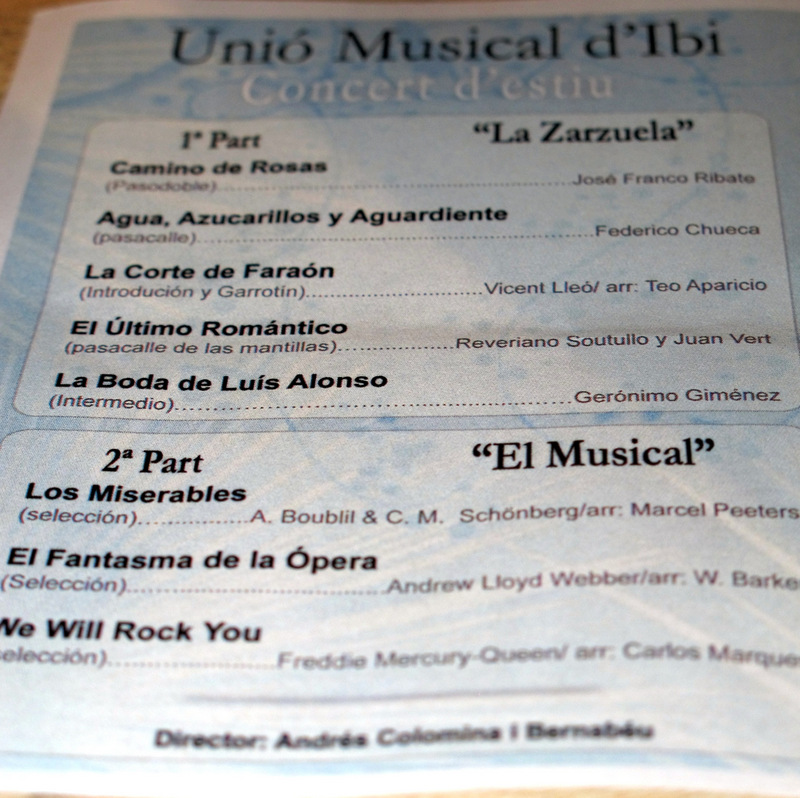 Unió Musical d'Ibi
Concert d'estiu
1ª Part "La Zarzuela"
Camino de Rosas
(Pasodoble)......................................................José Franco Ribate
Agua, Azucarillos y Aguardiente
(pasacalle)............................................................Federico Chueca
La Corte de Faraón
(Introdución y Garrotín)..........................Vicent Lleó/ arr: Teo Aparicio
El Último Romántico
(pasacalle de las mantillas)..................Reveriano Soutullo y Juan Vert
La Boda de Luís Alonso
(Intermedio).........................................................Gerónimo Giménez
2ª Part "El Musical"
Los Miserables
(selección)................A. Boublil & C. M. Schönberg/arr: Marcel Peeters
El Fantasma de la Ópera
(Selección).....................................Andrew Lloyd Webber/arr: W. Barke
We Will Rock You
elección)........................Freddie Mercury-Queen/ arr: Carlos Marque
Director: Andrés Colomina i Bernabéu